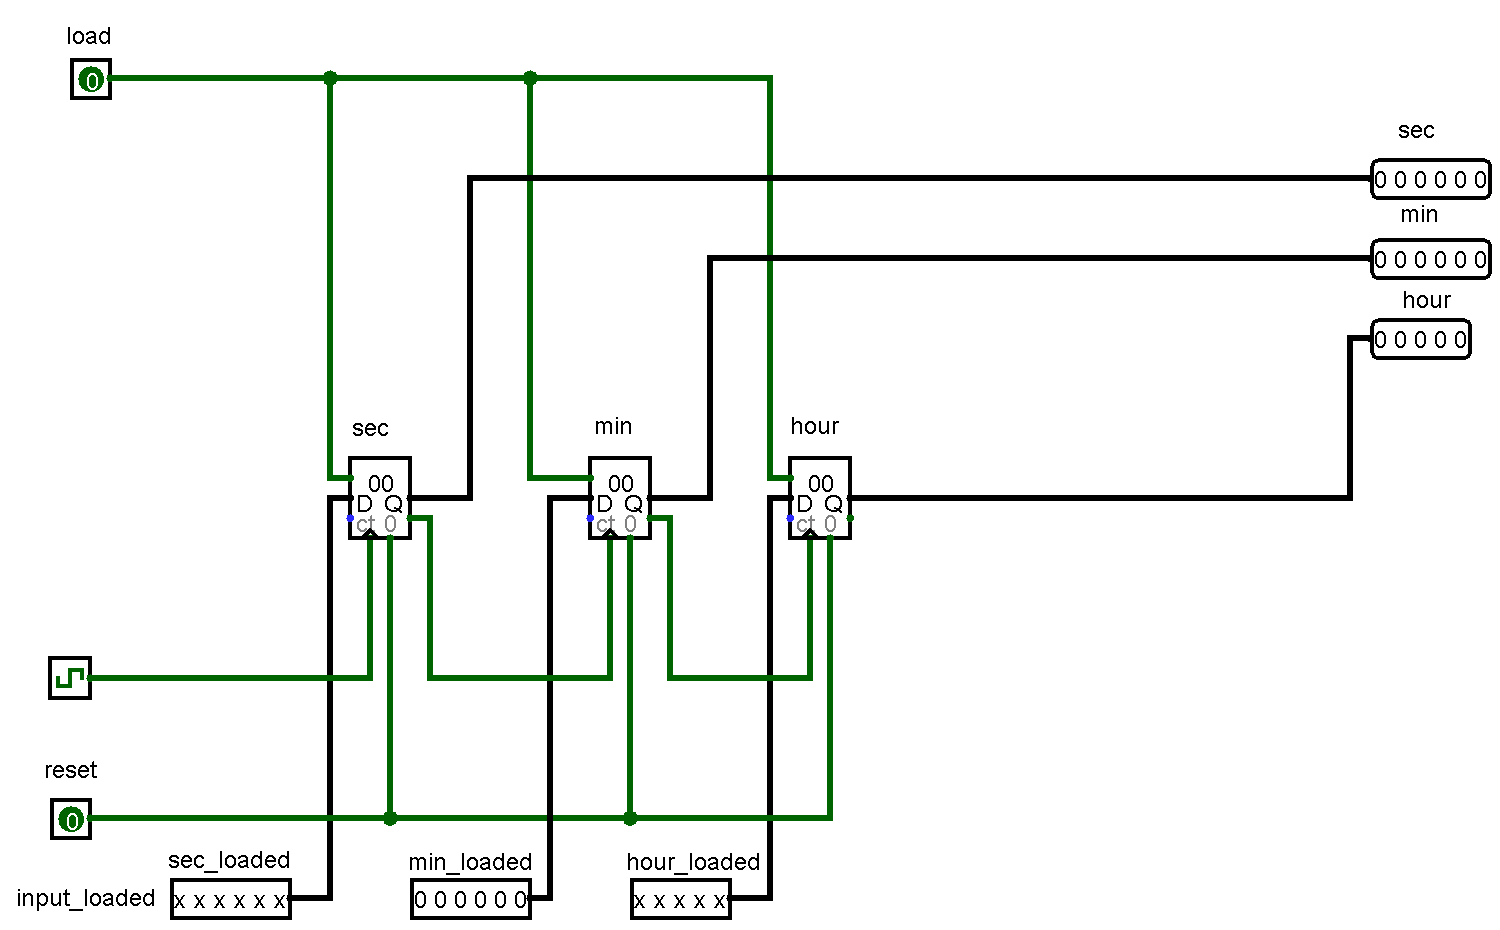 load
0
sec
0 0 0 0 0 0
min
0 0 0 0 0 0
hour
0 0 0 0 0
sec
min
hour
00
D Q
ct 0
00
D Q
ct 0
00
D Q
ct 0
reset
0
sec_loaded
min_loaded
hour_loaded
input_loaded
x x x x x x
0 0 0 0 0 0
x x x x x